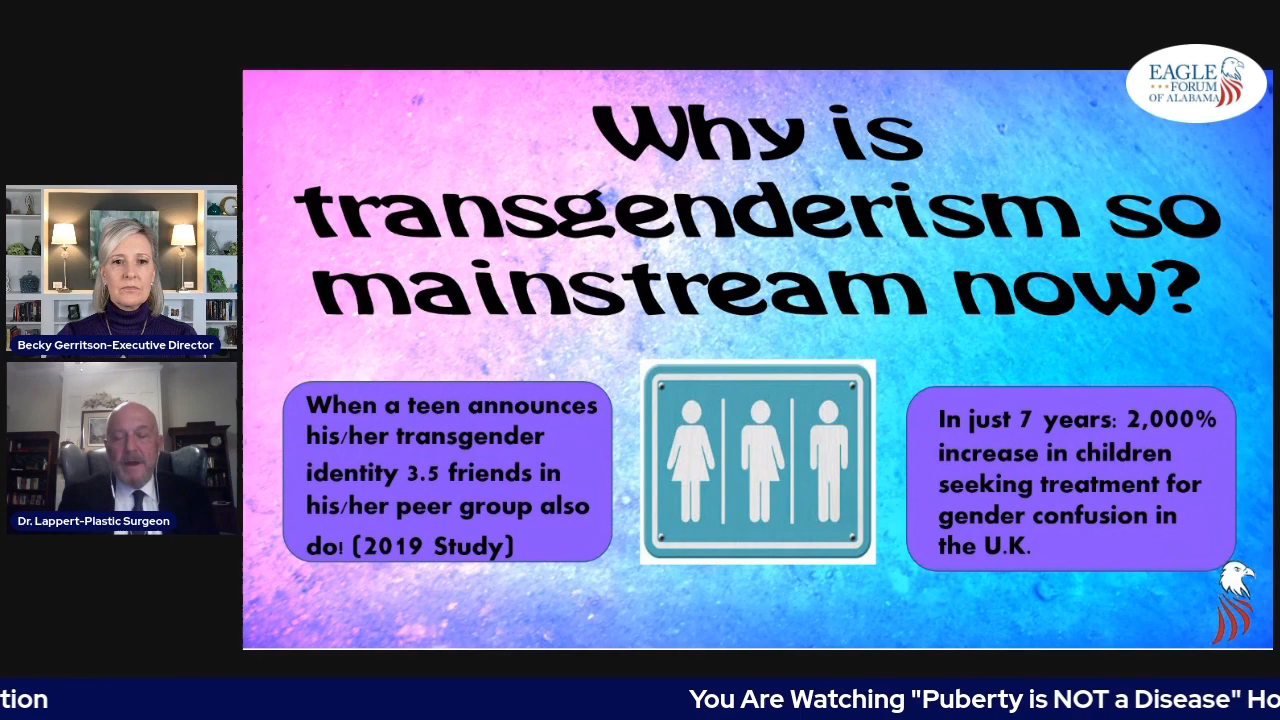 EAGLE
FORUM
OF ALABAMA
Why is
transgenderism so
mainstream now?
Becky Gerritson-Executive Director
Dr. Lappert-Plastic Surgeon
When a teen announces
his/her transgender
identity 3.5 friends in
his/her peer group also
do! (2019 Study)
In just 7 years: 2,000%
increase in children
seeking treatment for
gender confusion in
the U.K.
tion
You Are Watching "Puberty is NOT a Disease" Ho